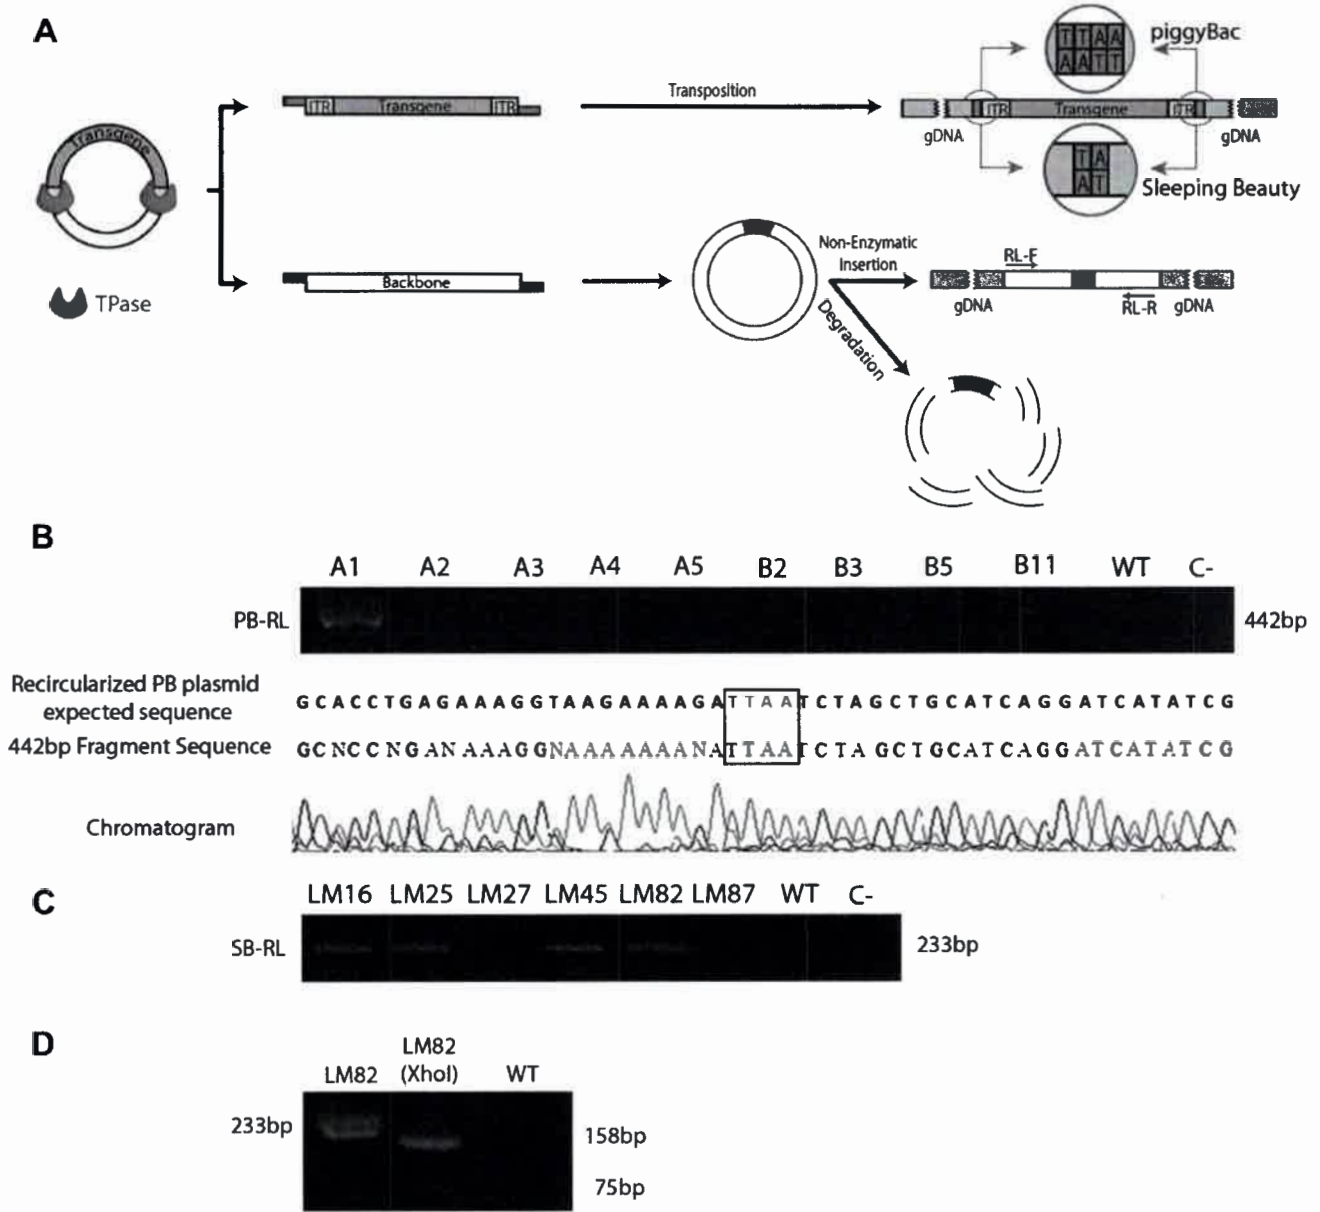 A
Transgene
TPase
ITR Transgene ITR
Transposition
TTAA
AATT
piggyBac
ITR Transgene ITR
gDNA gDNA
TA
AT
Sleeping Beauty
Backbone
Non-Enzymatic
Insertion
Degradation
RL-F
RL-R
gDNA gDNA
B
A1 A2 A3 A4 A5 B2 B3 B5 B11 WT C-
PB-RL 442bp
Recircularized PB plasmid
expected sequence
GCACCTGAGAAAGGTAAGAAAAGATTAATCTAGCTGCATCAGGATCATATCG
442bp Fragment Sequence GCNCCNGANAAAGGNAAAAAAANATTAATCTAGCTGCATCAGGATCATATCG
Chromatogram
C
LM16 LM25 LM27 LM45 LM82 LM87 WT C-
SB-RL 233bp
D
LM82 LM82
(XhoI) WT
233bp 158bp
75bp